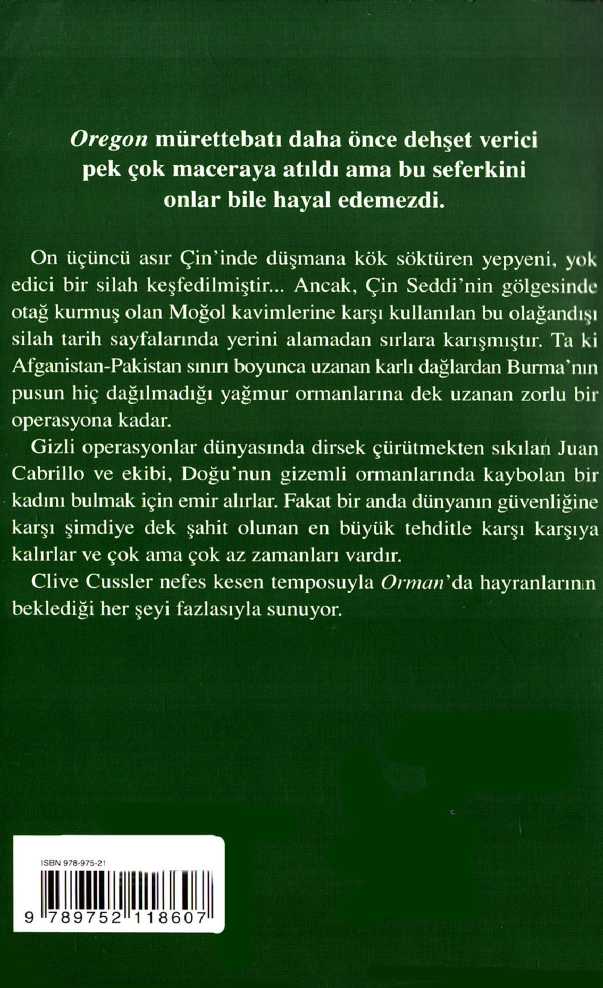 Oregon mürettebatı daha önce dehşet verici
pek çok maceraya atıldı ama bu seferkini
onlar bile hayal edemezdi.
On üçüncü asır Çin'inde düşmana kök söktüren yepyeni, yok
edici bir silah keşfedilmiştir... Ancak, Çin Seddi'nin gölgesinde
otağ kurmuş olan Moğol kavimlerine karşı kullanılan bu olağandışı
silah tarih sayfalarında yerini alamadan sırlara karışmıştır. Ta ki
Afganistan-Pakistan sınırı boyunca uzanan karlı dağlardan Burma'nın
pusun hiç dağılmadığı yağmur ormanlarına dek uzanan zorlu bir
operasyona kadar.
Gizli operasyonlar dünyasında dirsek çürütmekten sıkılan Juan
Cabrillo ve ekibi, Doğu'nun gizemli ormanlarında kaybolan bir
kadını bulmak için emir alırlar. Fakat bir anda dünyanın güvenliğine
karşı şimdiye dek şahit olunan en büyük tehditle karşı karşıya
kalırlar ve çok ama çok az zamanları vardır.
Clive Cussler nefes kesen temposuyla Orman'da hayranlarının
beklediği her şeyi fazlasıyla sunuyor.
ISBN 978-975-21
9 789752 118607